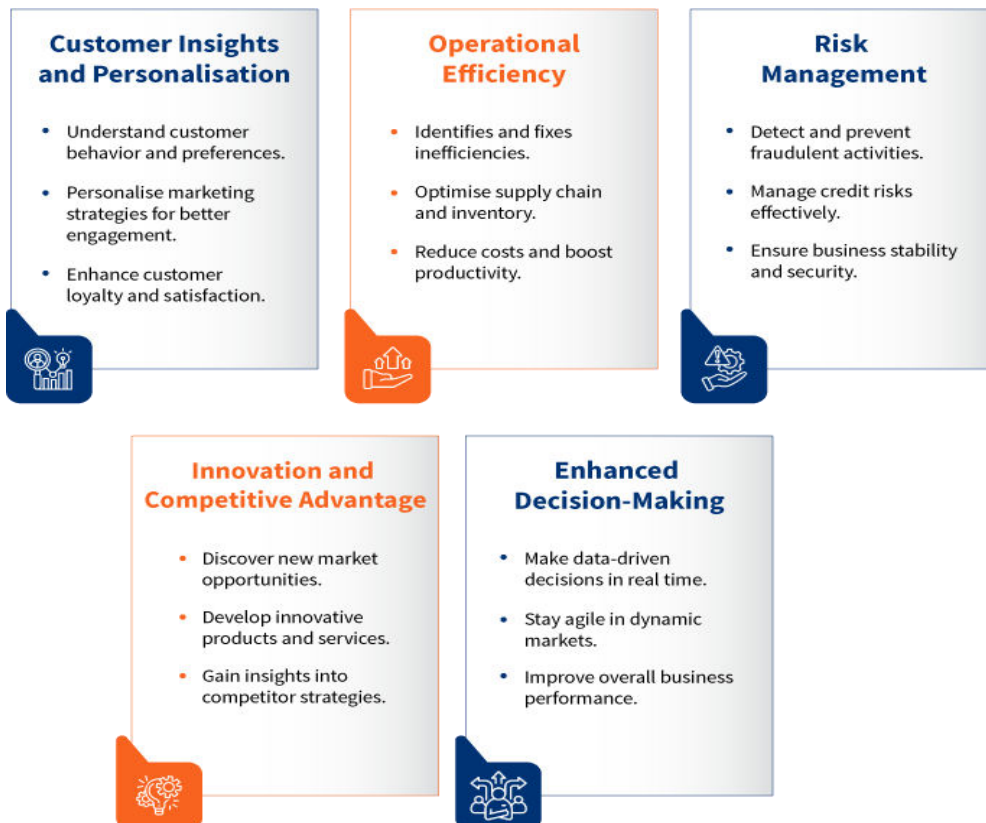 Customer Insights
and Personalisation
• Understand customer
behavior and preferences.
• Personalise marketing
strategies for better
engagement.
• Enhance customer
loyalty and satisfaction.
Operational
Efficiency
• Identifies and fixes
inefficiencies.
• Optimise supply chain
and inventory.
• Reduce costs and boost
productivity.
Risk
Management
• Detect and prevent
fraudulent activities.
• Manage credit risks
effectively.
• Ensure business stability
and security.
Innovation and
Competitive Advantage
• Discover new market
opportunities.
• Develop innovative
products and services.
• Gain insights into
competitor strategies.
Enhanced
Decision-Making
• Make data-driven
decisions in real time.
• Stay agile in dynamic
markets.
• Improve overall business
performance.